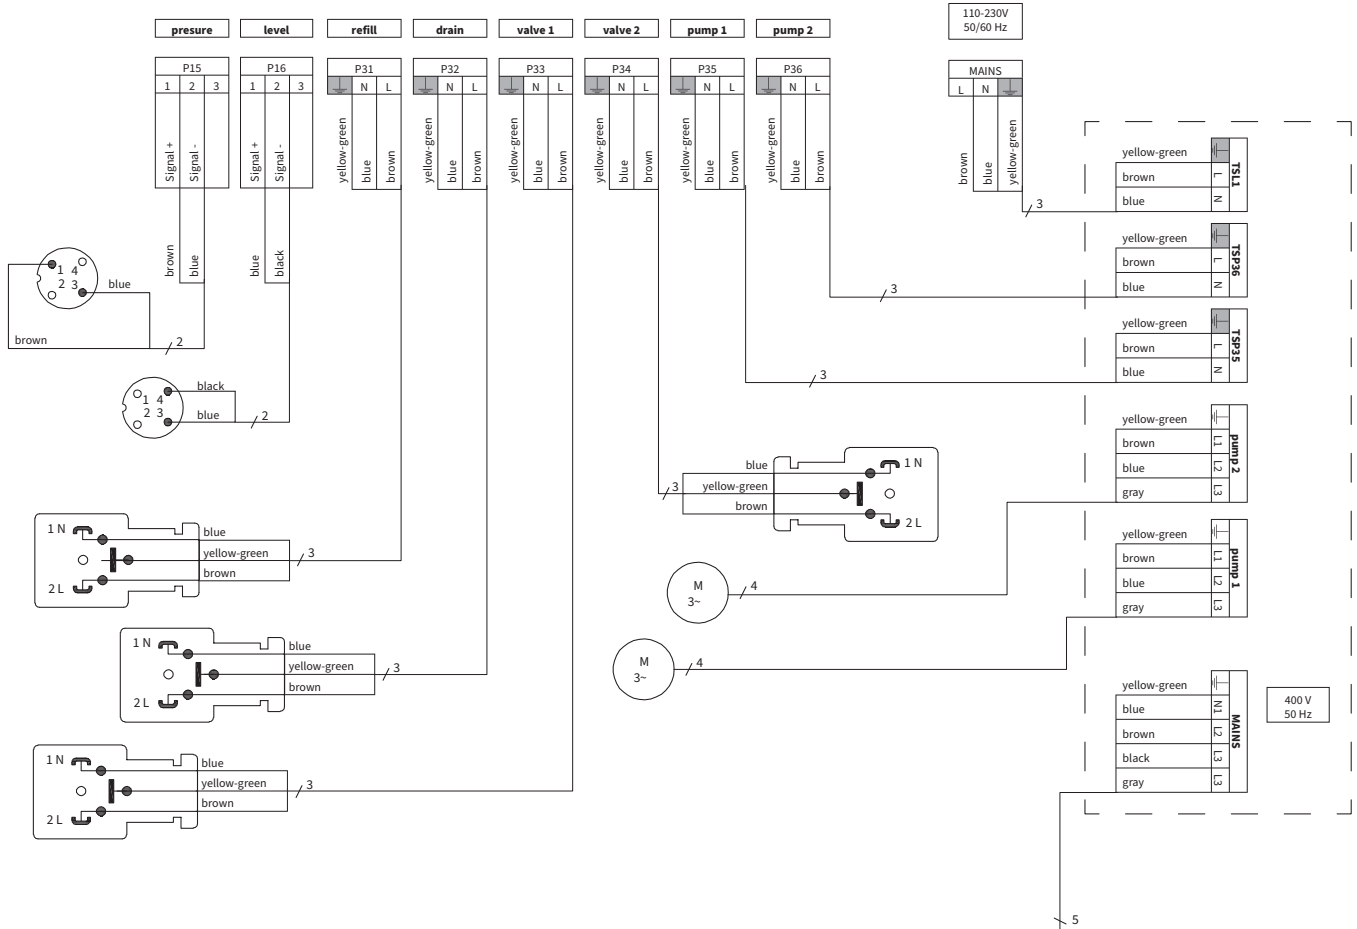 presure
level
refill
drain
valve 1
valve 2
pump 1
pump 2
110-230V
50/60 Hz
P15
1 2 3
Signal +
Signal -
brown
blue
P16
1 2 3
Signal +
Signal -
blue
black
P31
N L
yellow-green
blue
brown
P32
N L
yellow-green
blue
brown
P33
N L
yellow-green
blue
brown
P34
N L
yellow-green
blue
brown
P35
N L
yellow-green
blue
brown
P36
N L
yellow-green
blue
brown
MAINS
L N
brown
blue
yellow-green
3
yellow-green
brown L
blue N
TSL1
yellow-green
brown L
blue N
TSP36
3
yellow-green
brown L
blue N
TSP35
3
1 4
2 3
blue
brown
2
1 4
2 3
black
blue
2
yellow-green
brown L1
blue L2
gray L3
pump 2
yellow-green
brown L1
blue L2
gray L3
pump 1
3
blue
yellow-green
brown
1 N
2 L
1 N
2 L
blue
yellow-green
brown
3
M
3~
4
M
3~
4
1 N
2 L
blue
yellow-green
brown
3
1 N
2 L
blue
yellow-green
brown
3
yellow-green
blue N1
brown L2
black L3
gray L3
MAINS
400 V
50 Hz
5